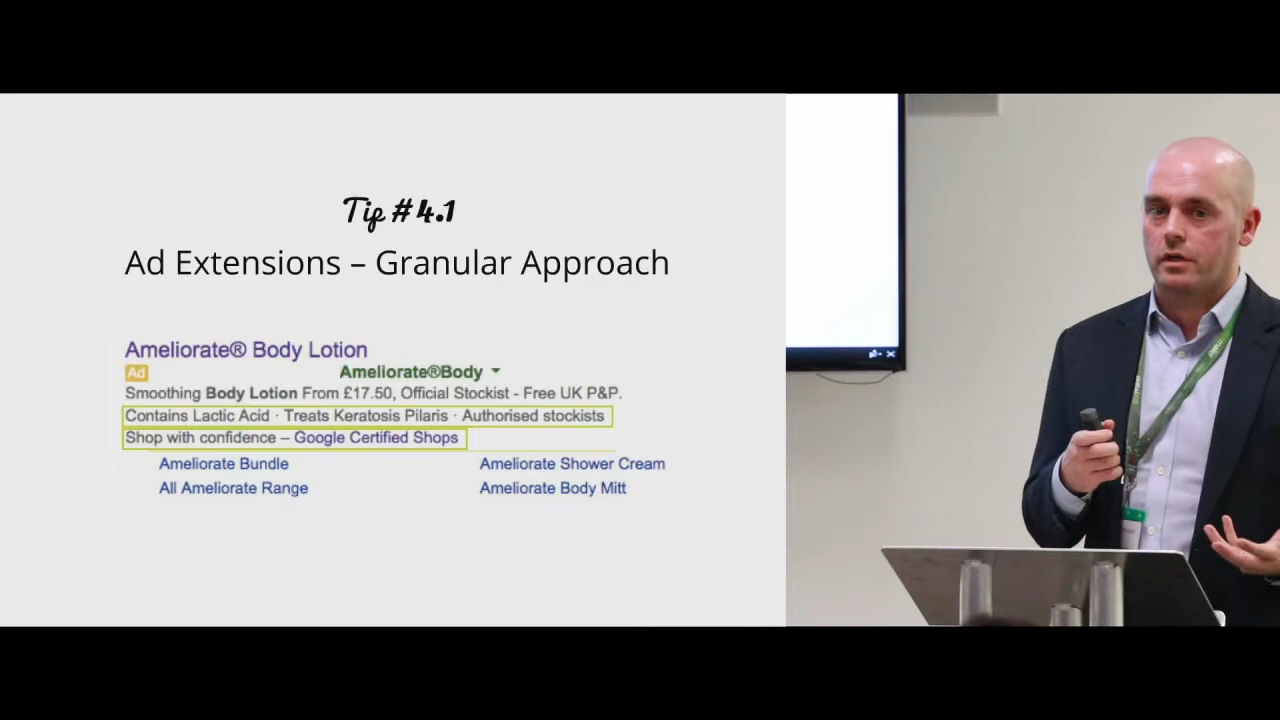 Tip #4.1
Ad Extensions – Granular Approach
Ameliorate® Body Lotion
Ad Ameliorate®Body
Smoothing Body Lotion From £17.50, Official Stockist - Free UK P&P.
Contains Lactic Acid · Treats Keratosis Pilaris · Authorised stockists
Shop with confidence – Google Certified Shops
Ameliorate Bundle Ameliorate Shower Cream
All Ameliorate Range Ameliorate Body Mitt